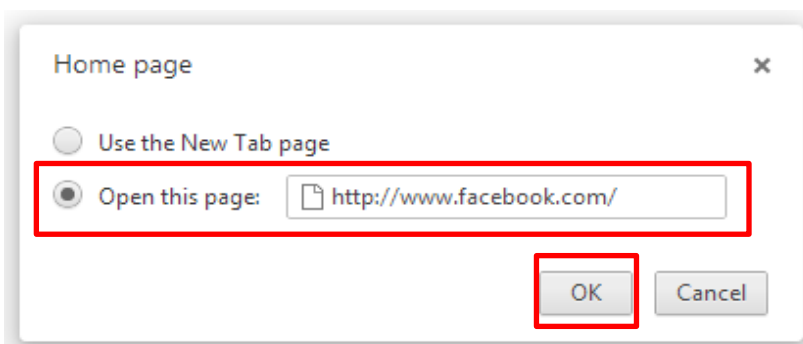 Home page
Use the New Tab page
Open this page: http://www.facebook.com/
OK Cancel